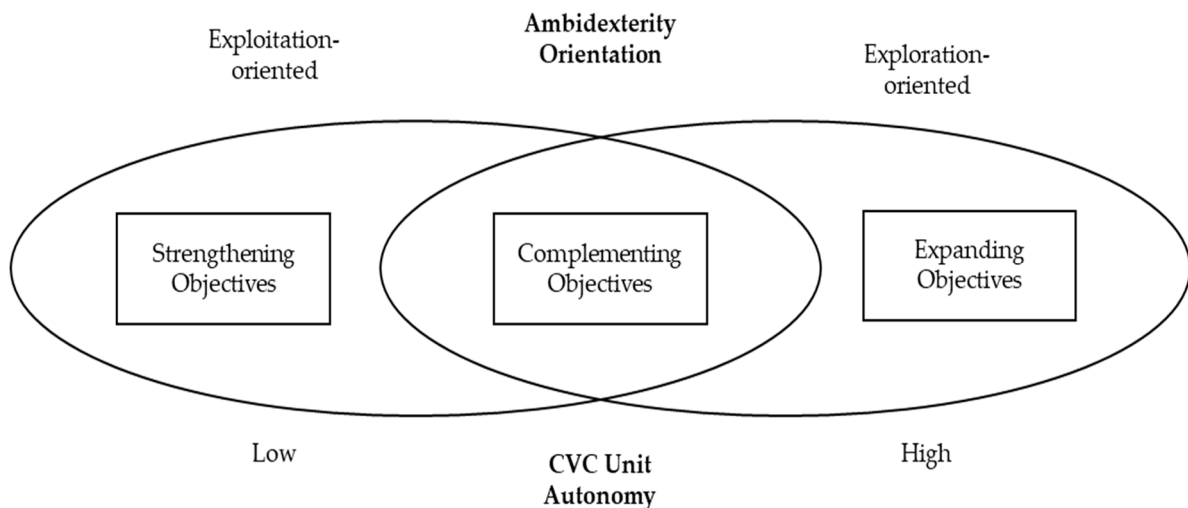 Exploitation-
oriented
Ambidexterity
Orientation
Exploration-
oriented
Strengthening
Objectives
Complementing
Objectives
Expanding
Objectives
Low
CVC Unit
Autonomy
High